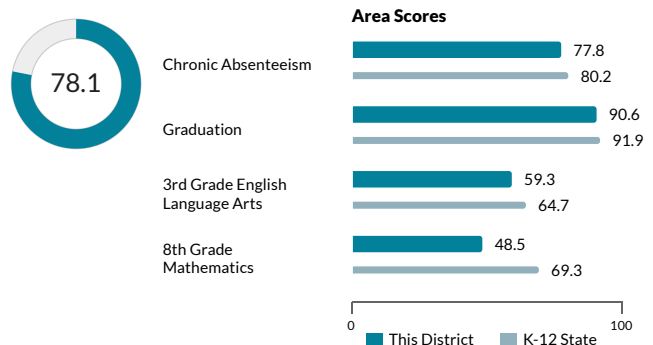 Area Scores
78.1
Chronic Absenteeism
77.8
80.2
Graduation
90.6
91.9
3rd Grade English
Language Arts
59.3
64.7
8th Grade
Mathematics
48.5
69.3
0
100
This District
K-12 State